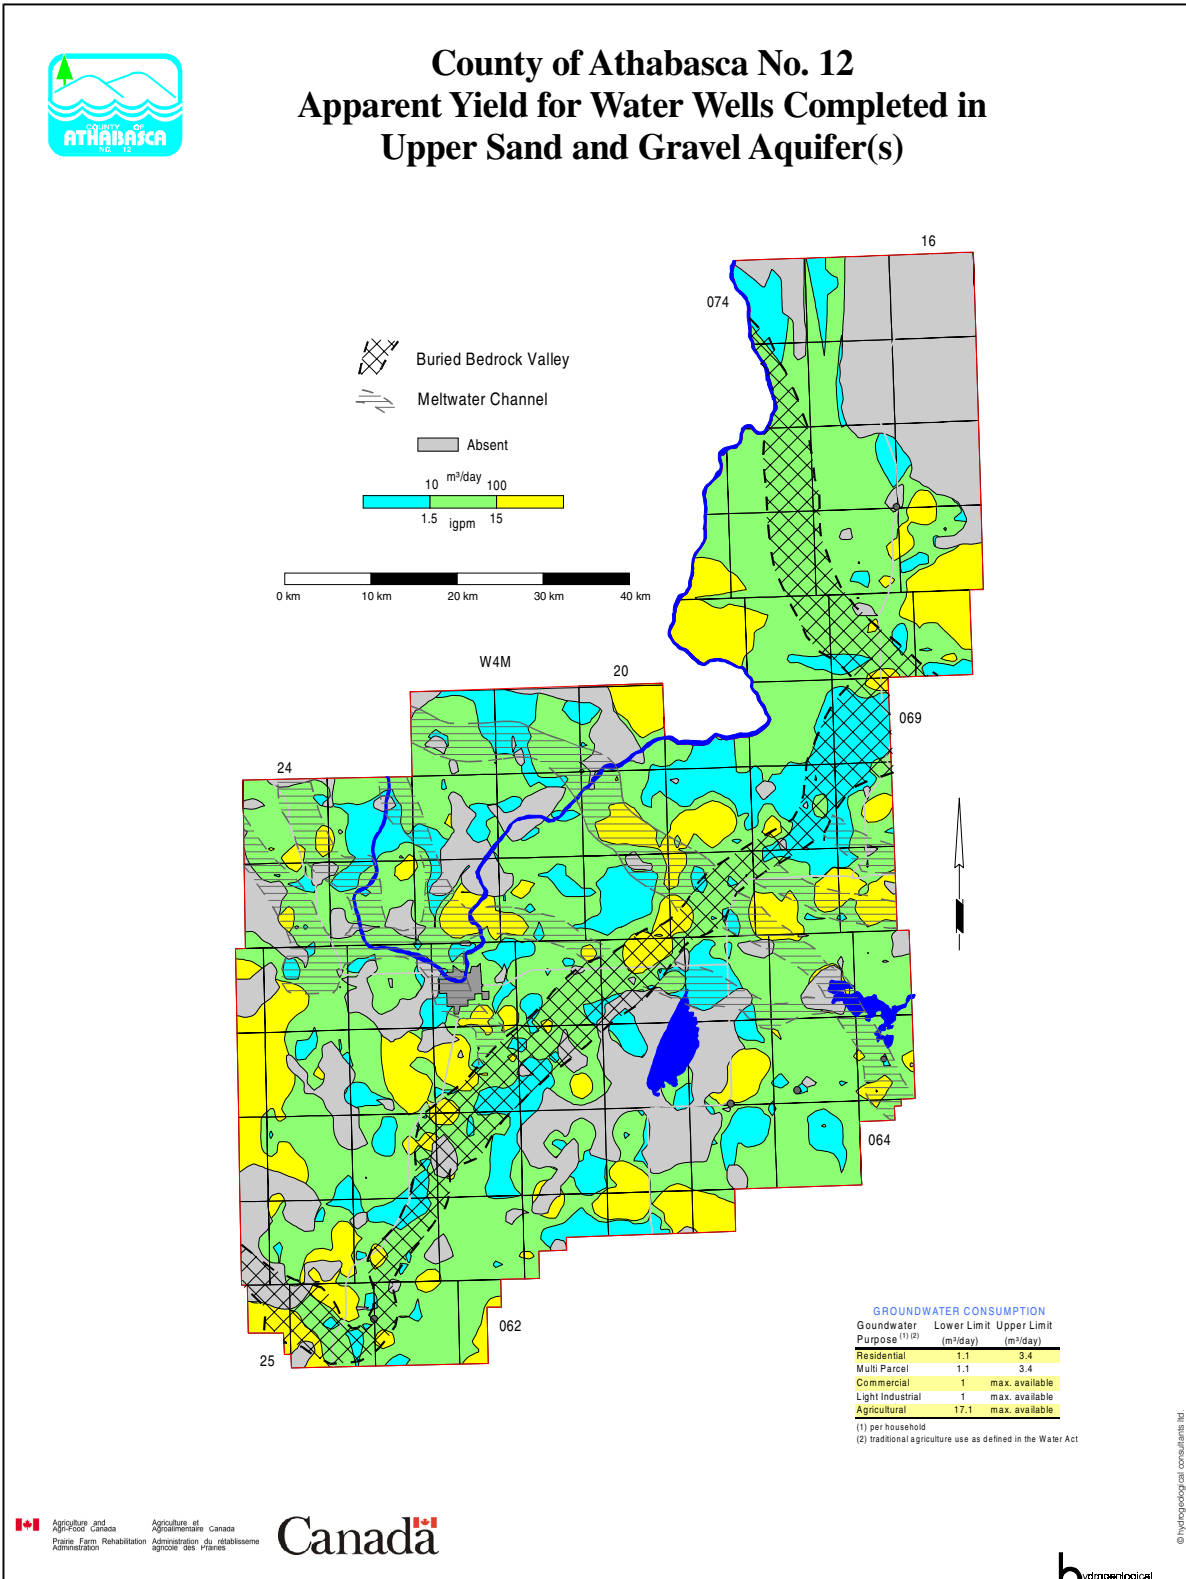 County of Athabasca No. 12
Apparent Yield for Water Wells Completed in
Upper Sand and Gravel Aquifer(s)
COUNTY OF
ATHABASCA
NO. 12
16
074
Buried Bedrock Valley
Meltwater Channel
Absent
10 m³/day 100
1.5 igpm 15
0 km 10 km 20 km 30 km 40 km
W4M
20
069
24
064
062
25
GROUNDWATER CONSUMPTION
Goundwater Lower Limit Upper Limit
Purpose (1) (2) (m³/day) (m³/day)
Residential 1.1 3.4
Multi Parcel 1.1 3.4
Commercial 1 max. available
Light Industrial 1 max. available
Agricultural 17.1 max. available
(1) per household
(2) traditional agriculture use as defined in the Water Act
© hydrogeological consultants ltd.
Agriculture and Agriculture et
Agri-Food Canada Agroalimentaire Canada
Prairie Farm Rehabilitation Administration du rétablisseme
Administration agricole des Prairies
Canada
hydrogeological